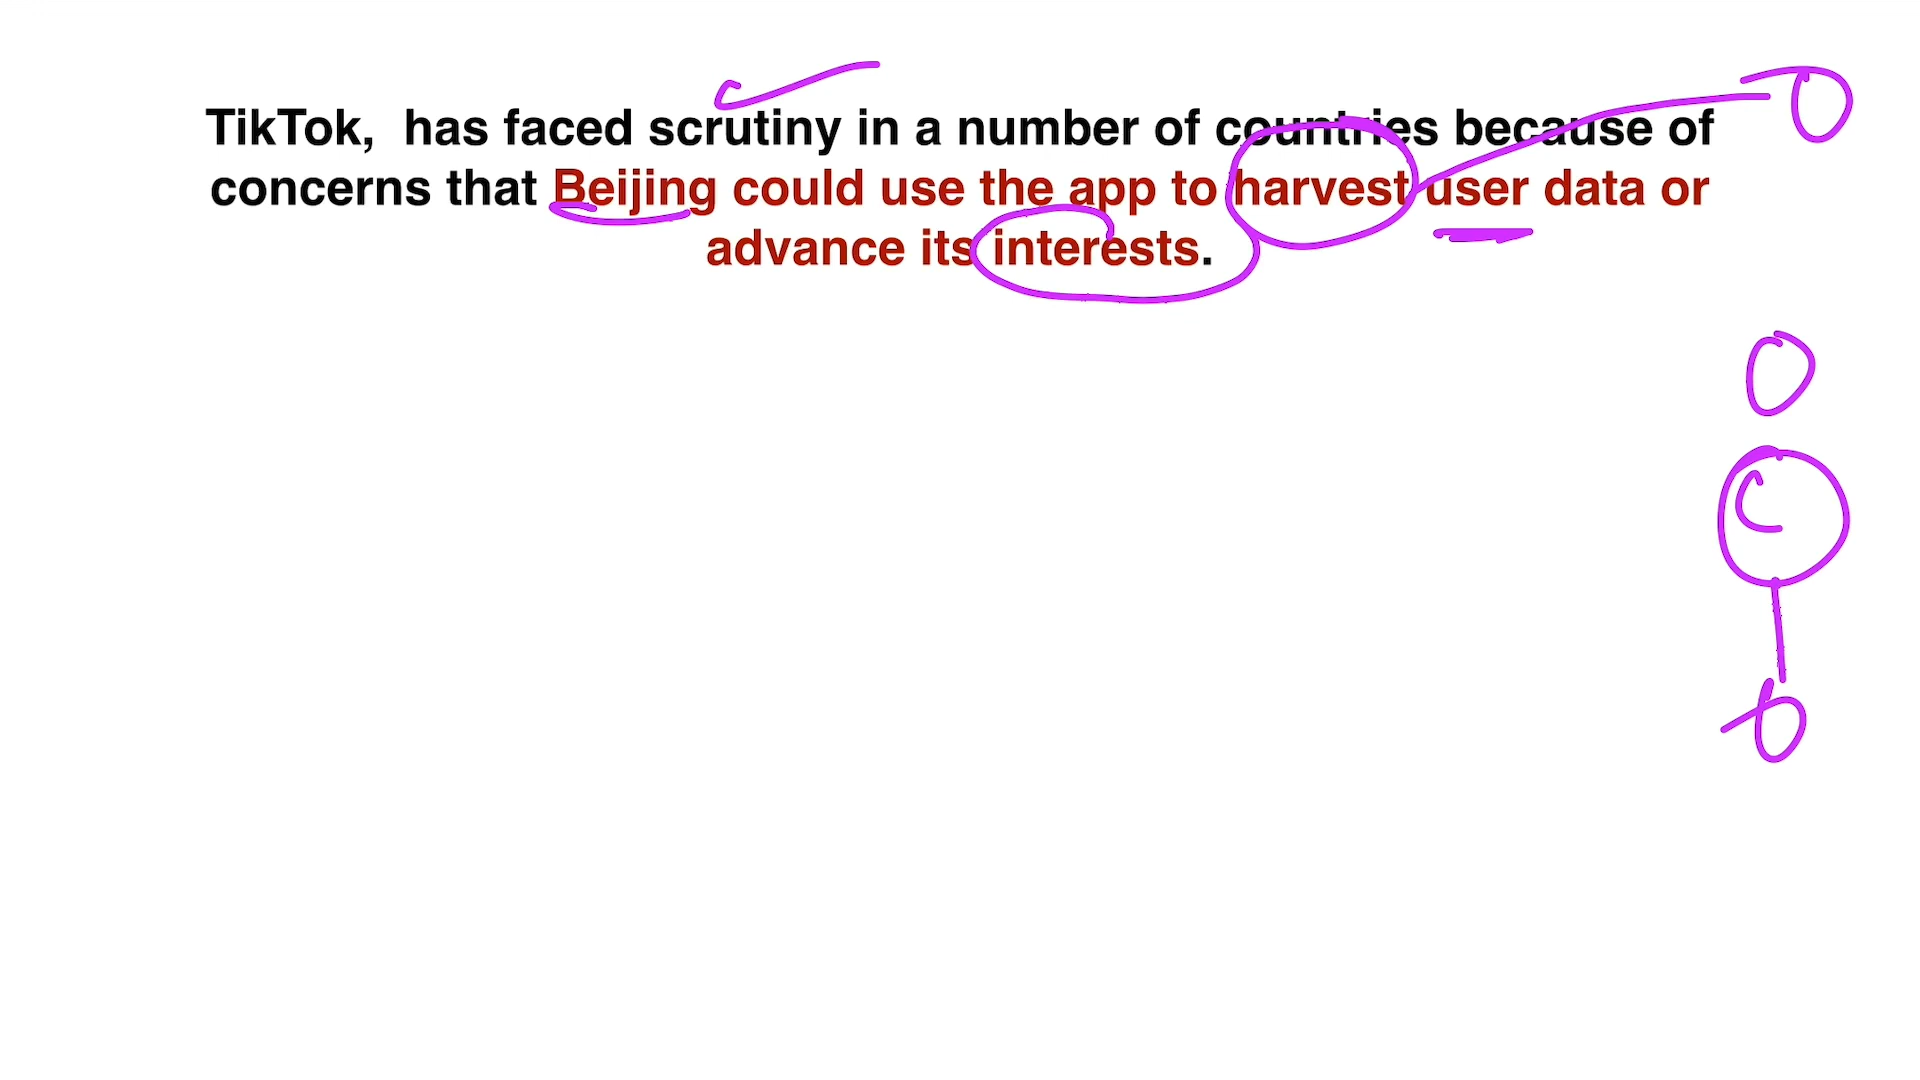 TikTok,  has faced scrutiny in a number of countries because of
concerns that Beijing could use the app to harvest user data or
advance its interests.